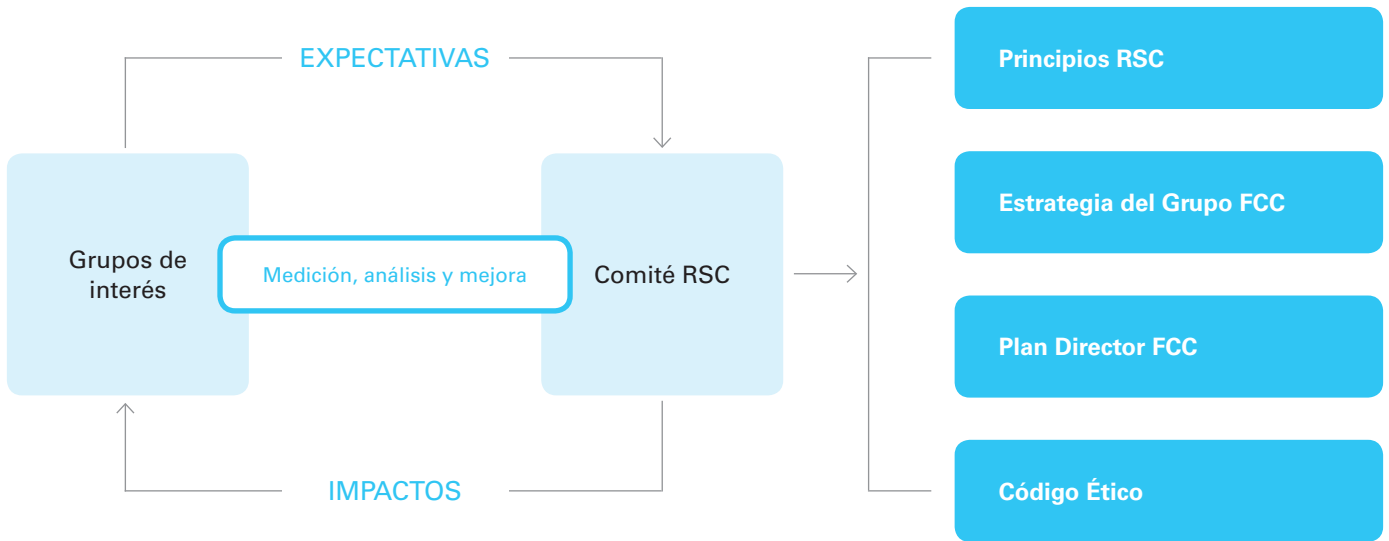 EXPECTATIVAS
Grupos de
interés
Medición, análisis y mejora
Comité RSC
IMPACTOS
Principios RSC
Estrategia del Grupo FCC
Plan Director FCC
Código Ético